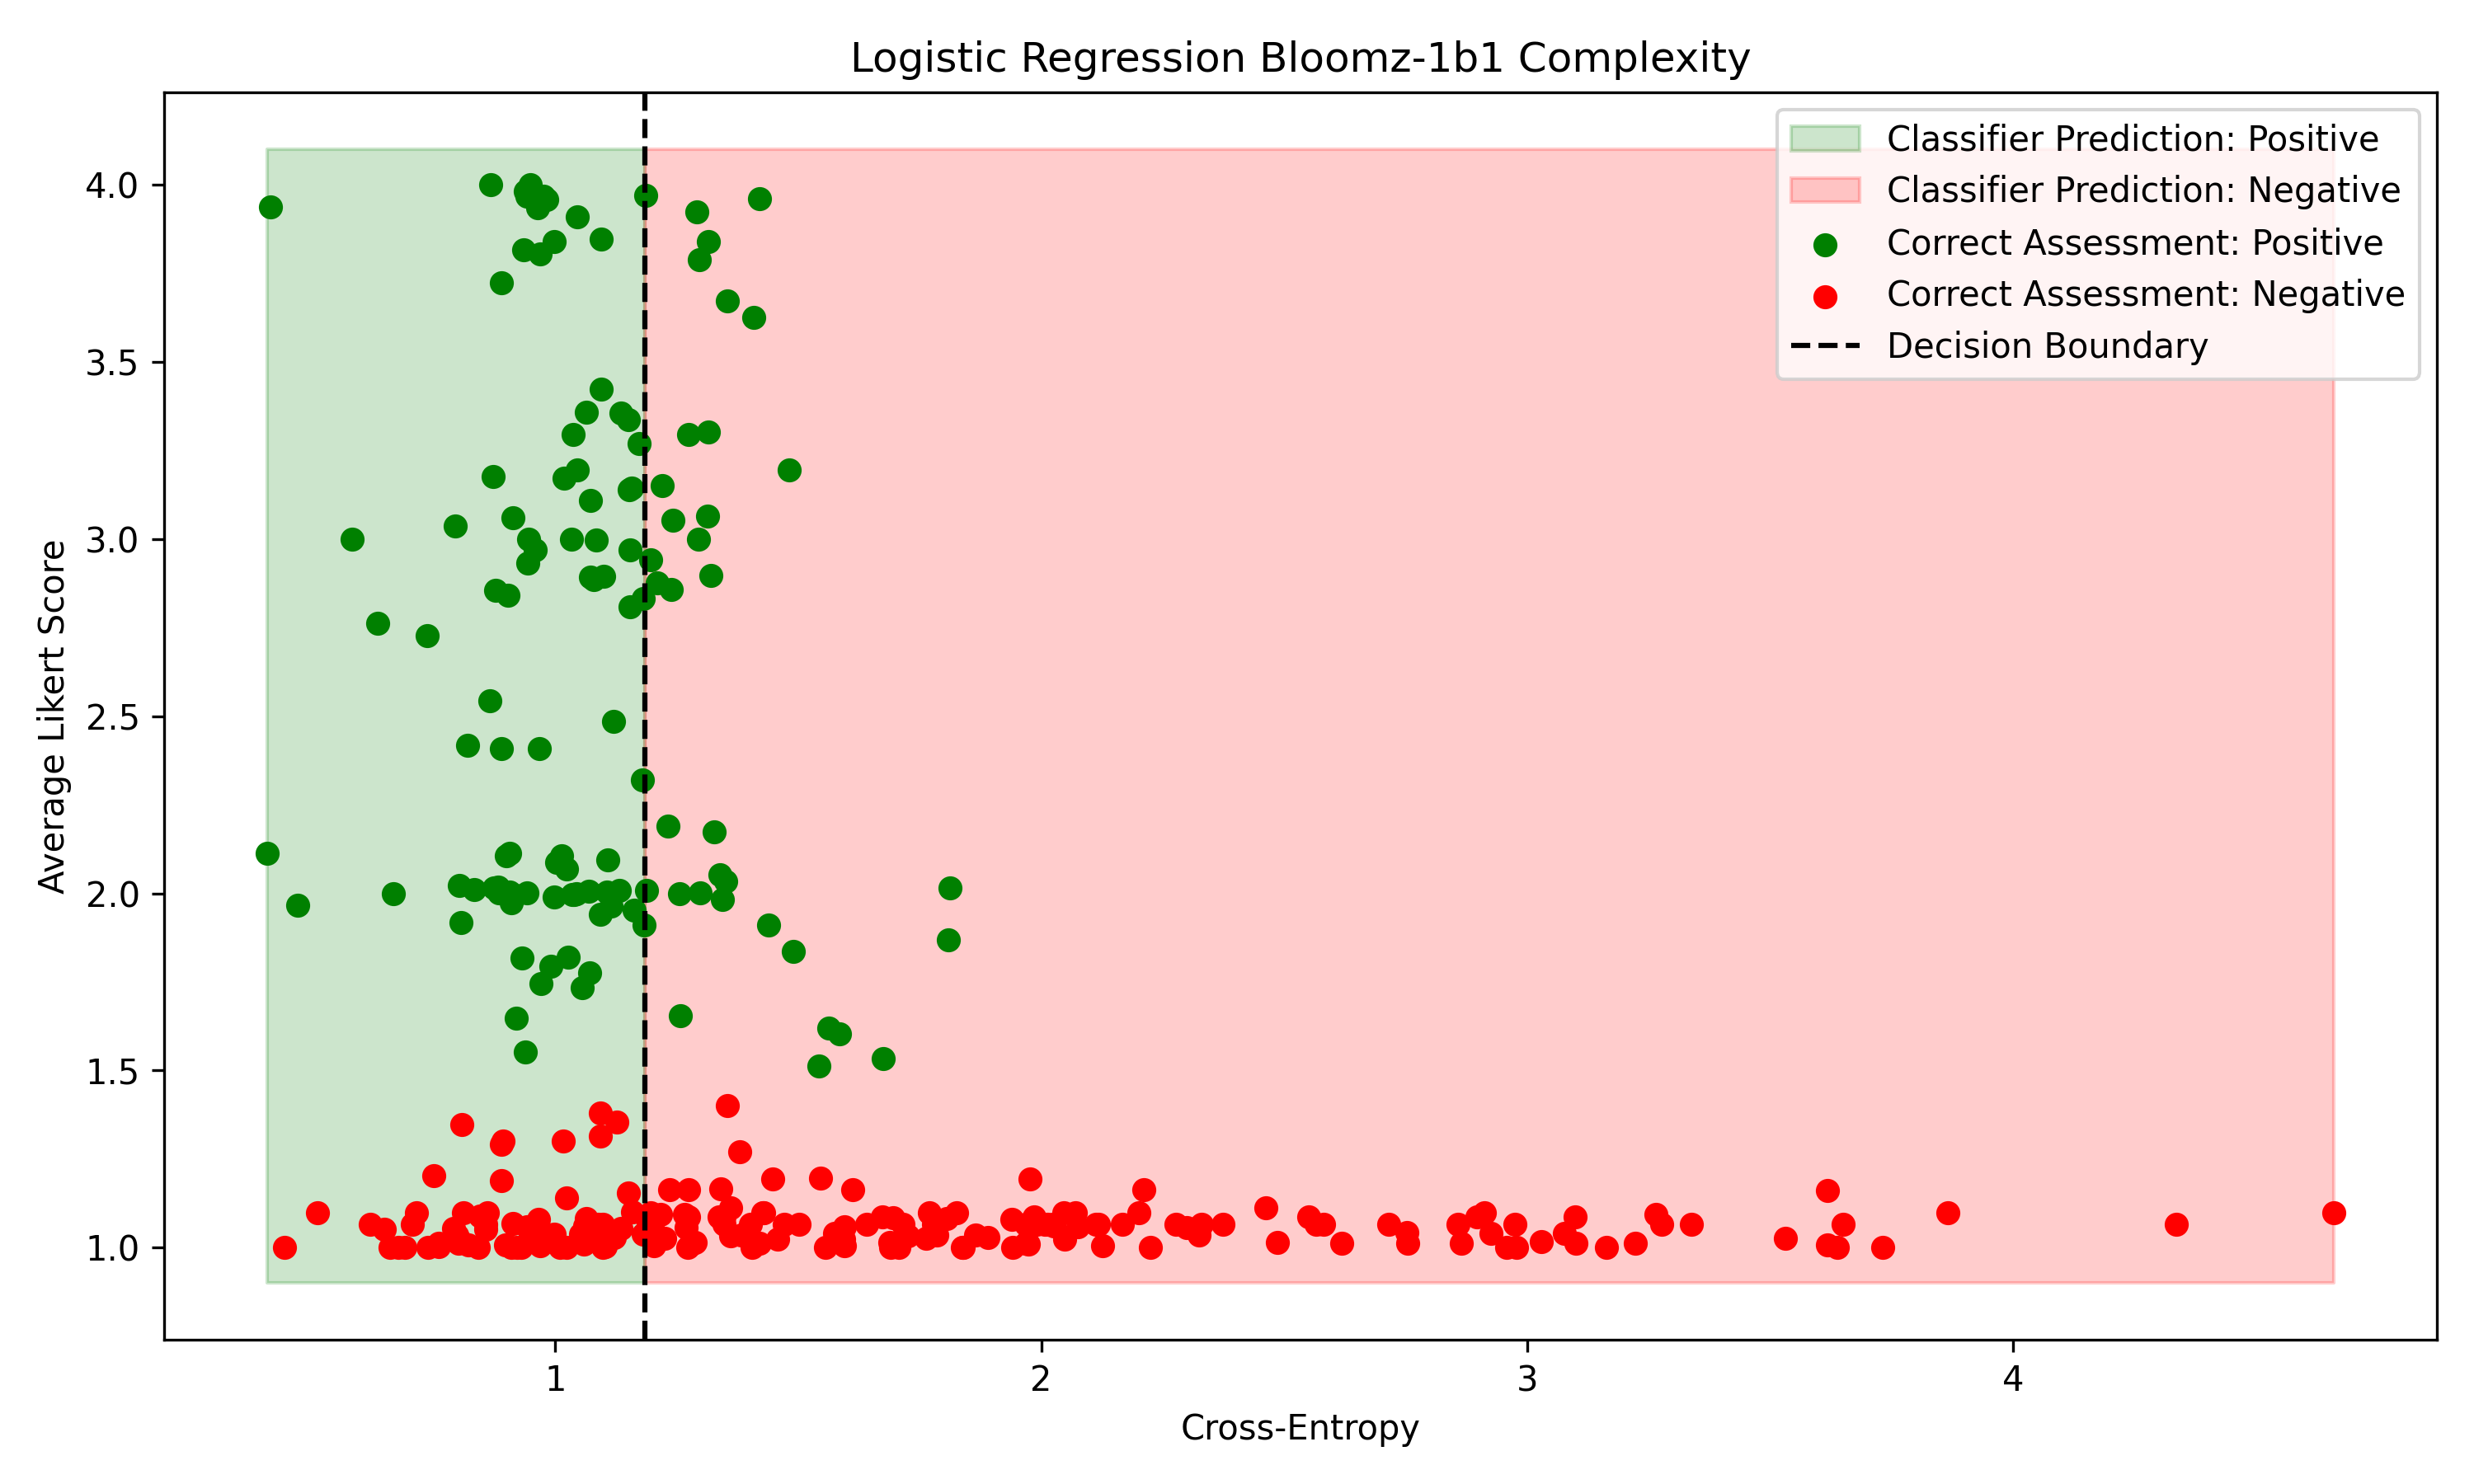 Logistic Regression Bloomz-1b1 Complexity
Classifier Prediction: Positive
Classifier Prediction: Negative
Correct Assessment: Positive
Correct Assessment: Negative
Decision Boundary
Average Likert Score
4.0
3.5
3.0
2.5
2.0
1.5
1.0
1 2 3 4
Cross-Entropy